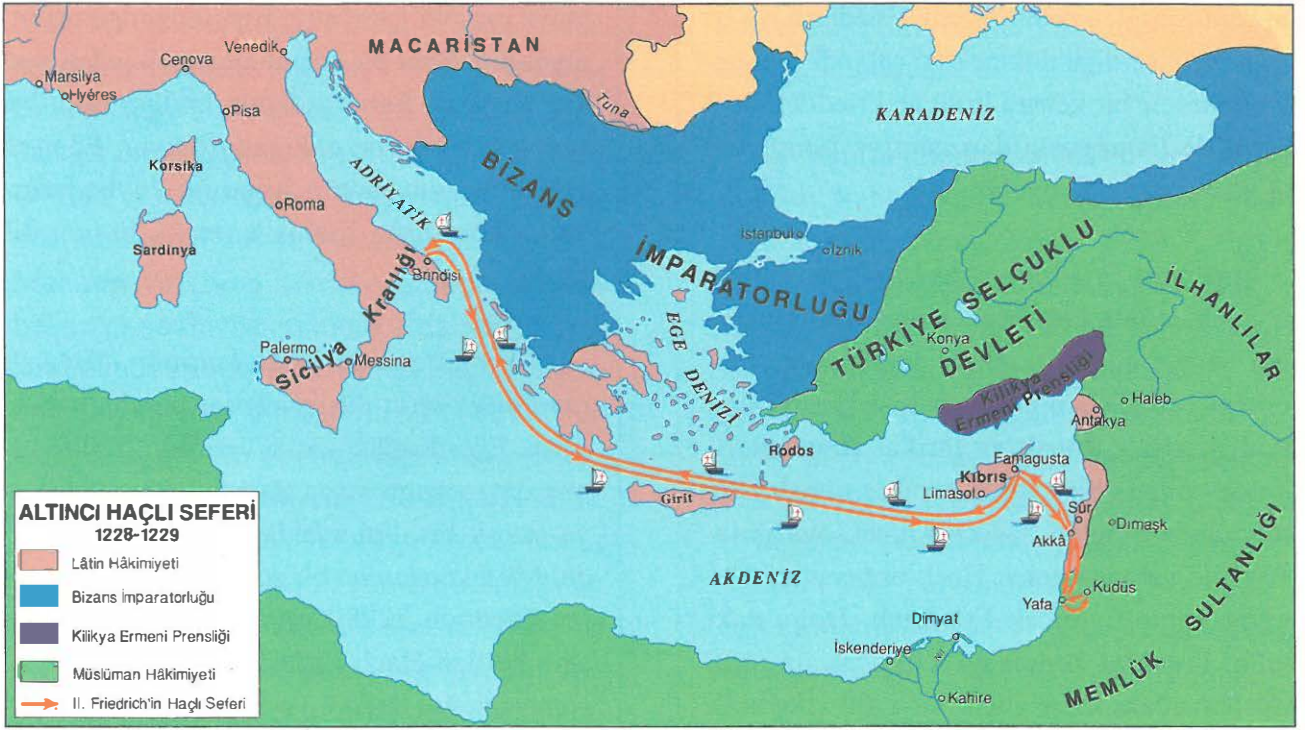 MACARİSTAN
Venedik
Cenova
Marsilya
Hyéres
Pisa
Tuna
KARADENİZ
Korsika
ADRİYATİK
BİZANS
Roma
İstanbul
İznik
Sardinya
İMPARATORLUĞU
Brindisi
Sicilya Krallığı
EGE DENİZİ
TÜRKİYE SELÇUKLU
DEVLETİ
Konya
İLHANLILAR
Palermo
Messina
Kilikya
Ermeni Prensliği
Haleb
Antakya
Rodos
Famagusta
Kıbrıs
Limasol
Girit
Sûr
Dımaşk
Akkâ
AKDENİZ
Kudüs
Yafa
Dimyat
İskenderiye
Nil
Kahire
MEMLÜK SULTANLIĞI
ALTINCI HAÇLI SEFERİ
1228-1229
Lâtin Hâkimiyeti
Bizans İmparatorluğu
Kilikya Ermeni Prensliği
Müslüman Hâkimiyeti
II. Friedrich'in Haçlı Seferi